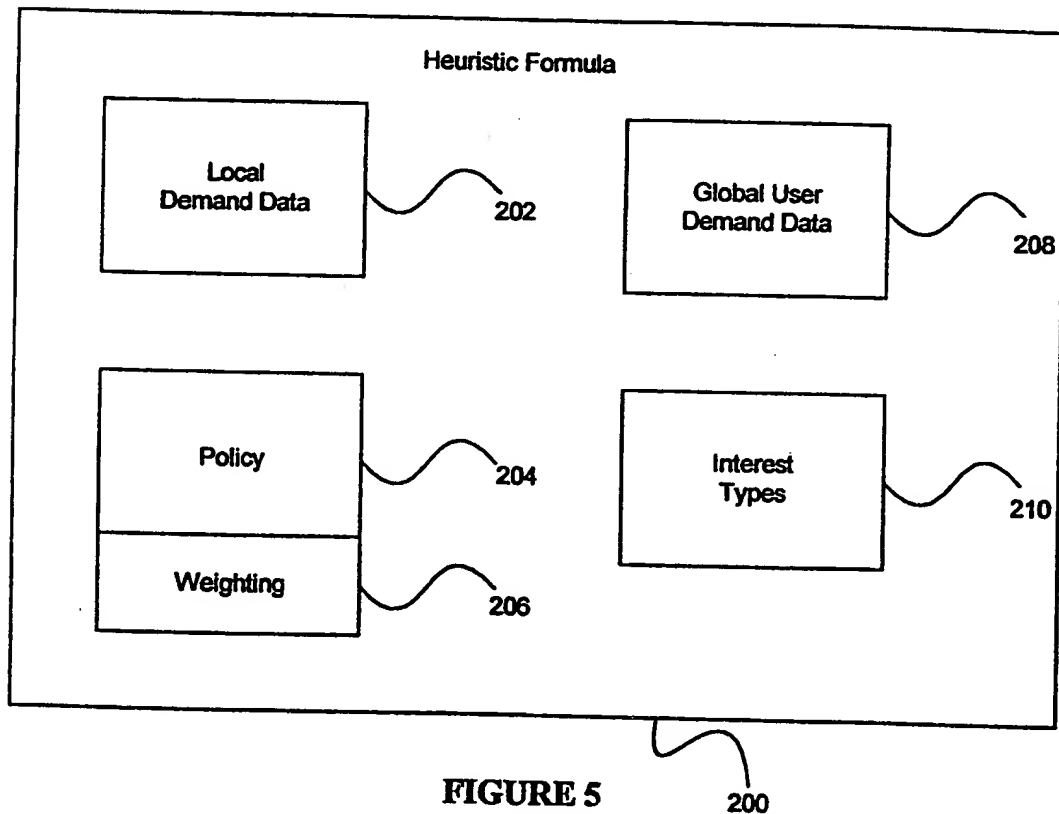 Heuristic Formula
Local
Demand Data
202
Global User
Demand Data
208
Policy
204
Weighting
206
Interest
Types
210
200
FIGURE 5